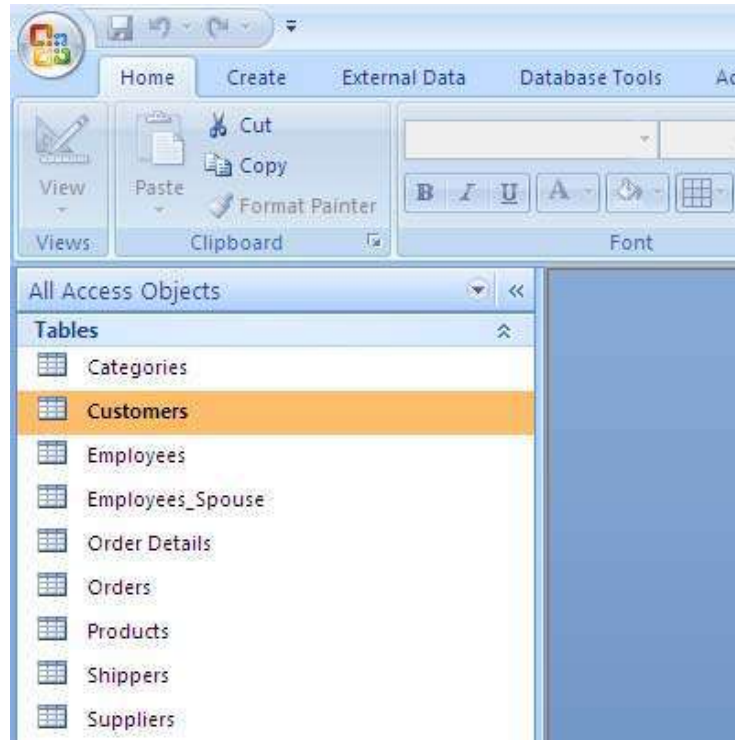 Home Create External Data Database Tools
View Paste Cut
Copy
Format Painter
B I U A
Views Clipboard Font
All Access Objects
Tables
Categories
Customers
Employees
Employees_Spouse
Order Details
Orders
Products
Shippers
Suppliers